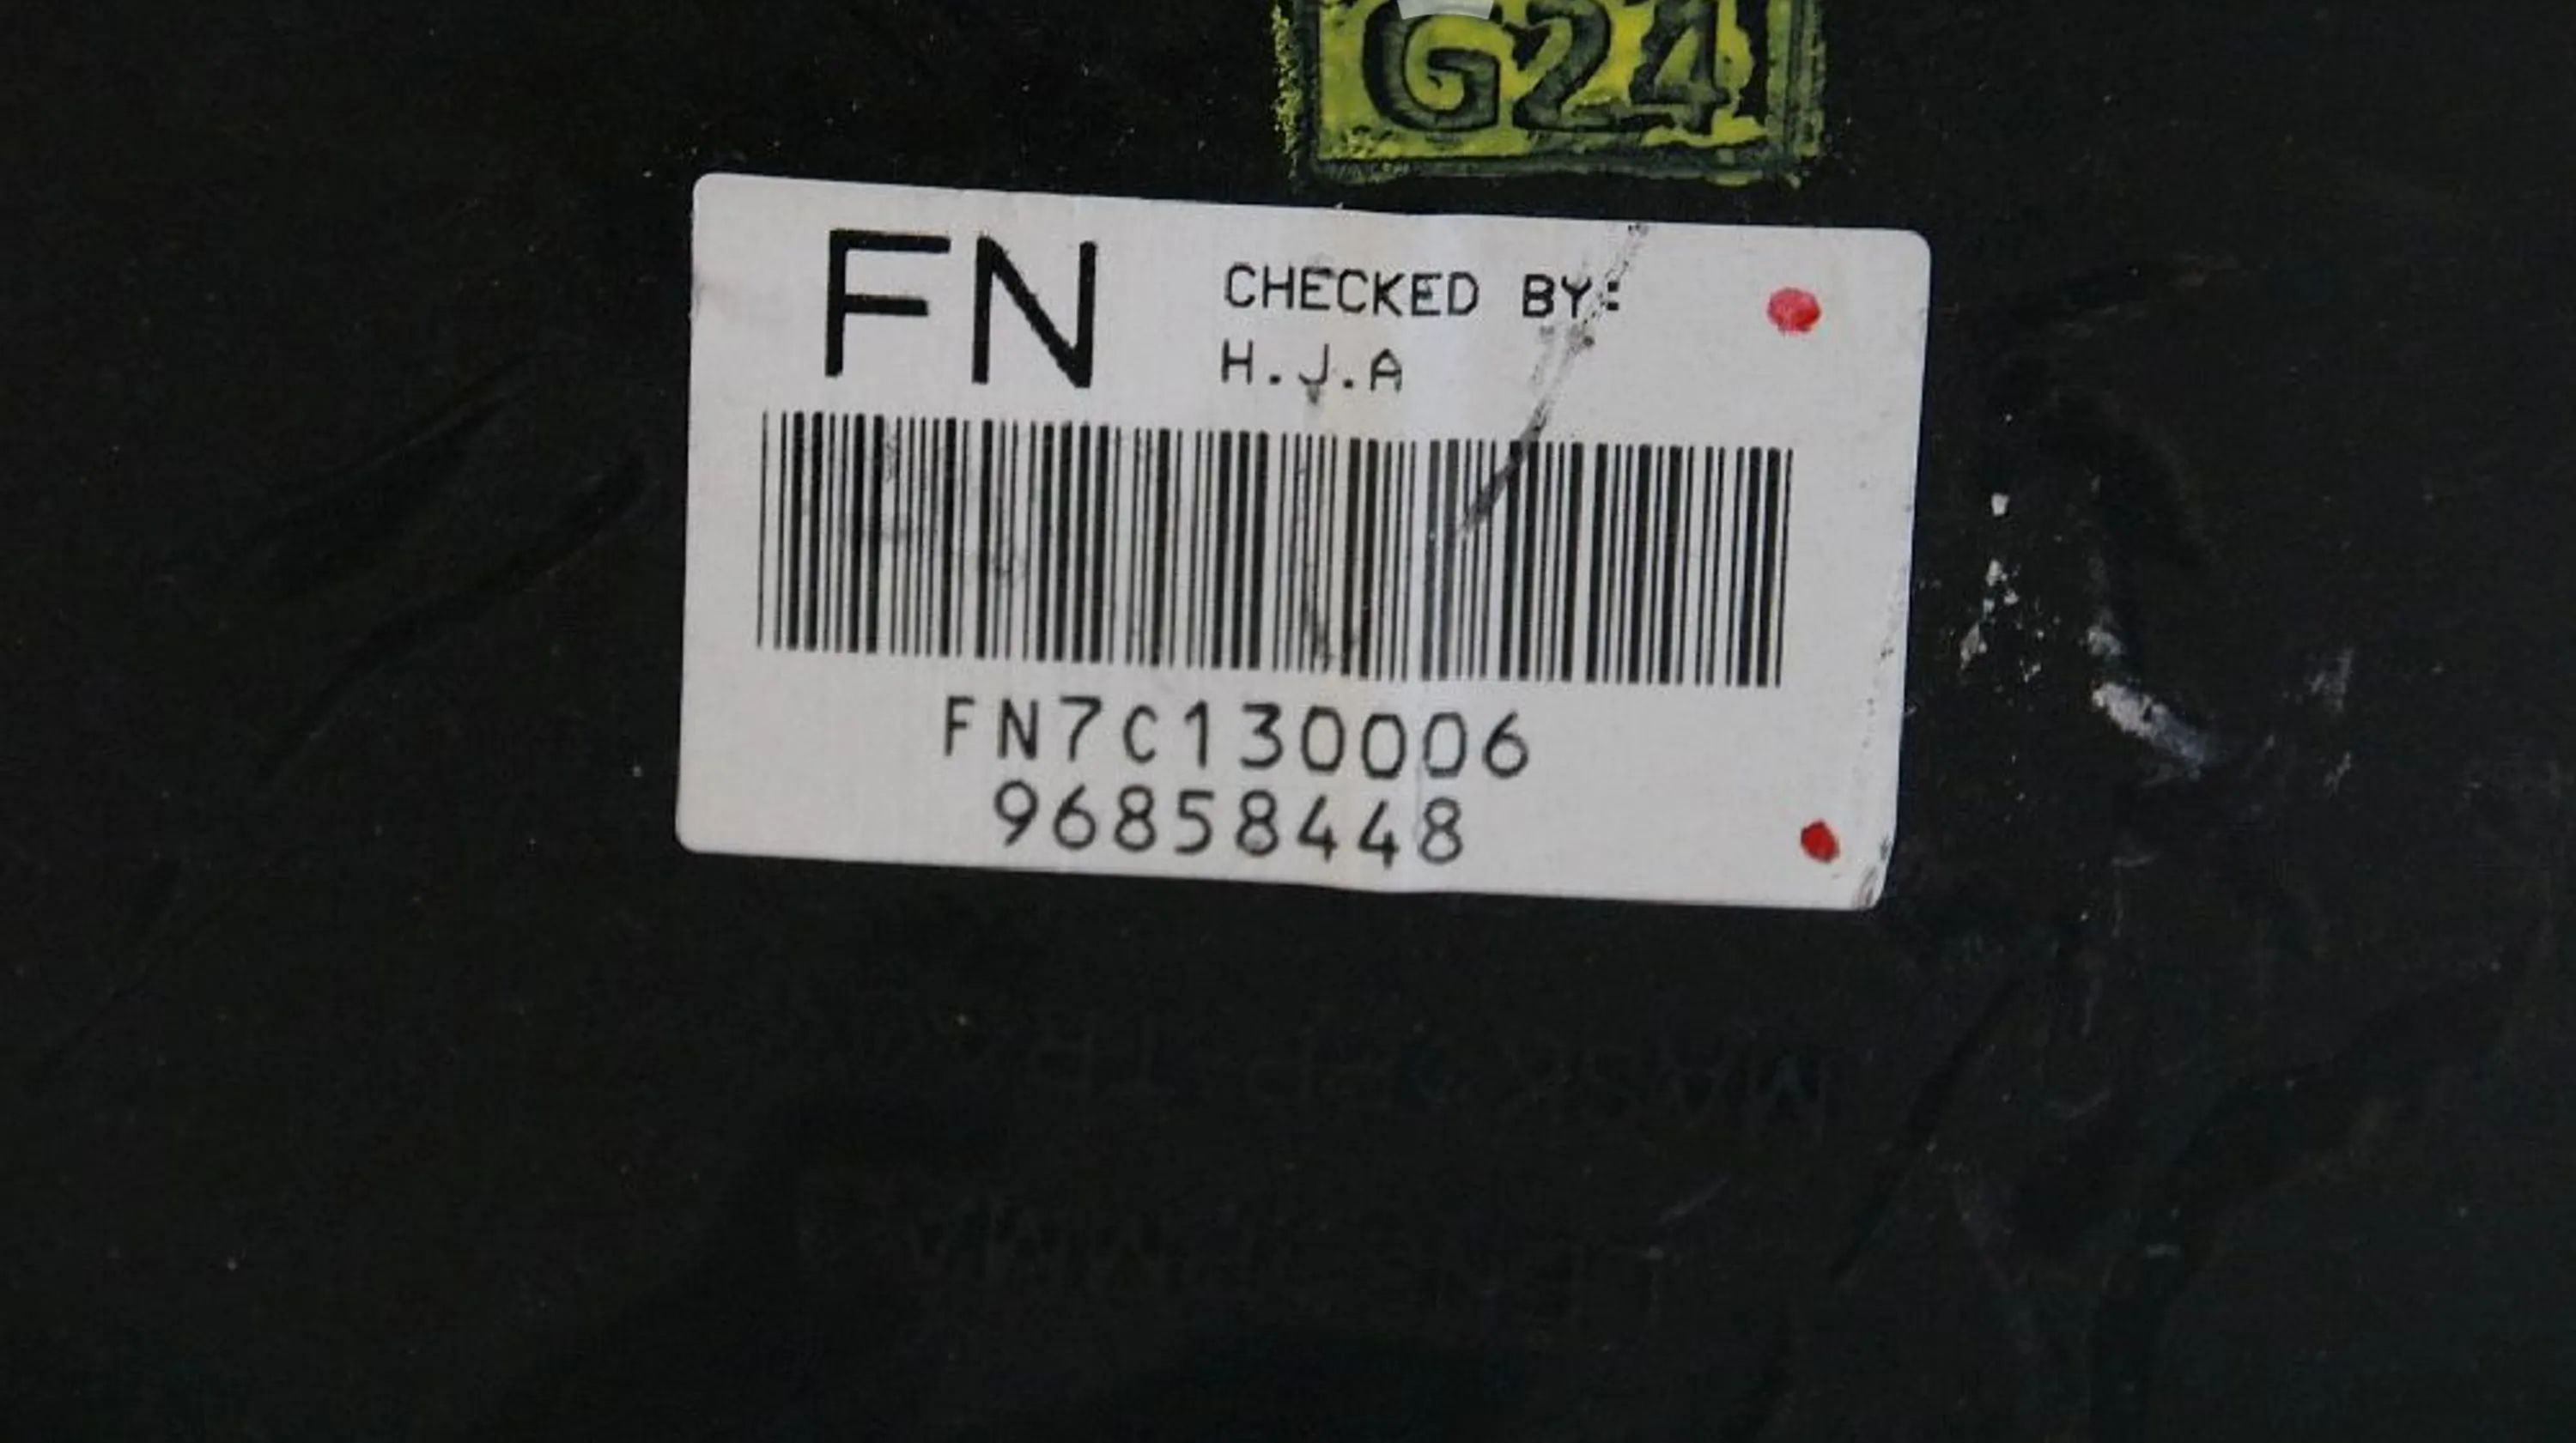 G24
FN
CHECKED BY:
H.J.A
FN7C130006
96858448